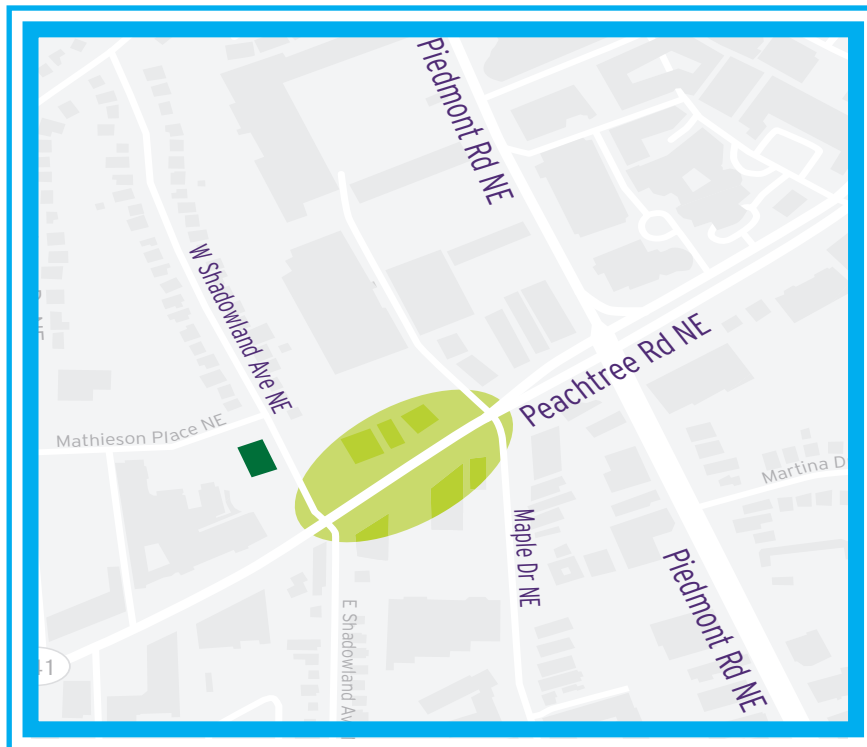 Piedmont Rd NE
W Shadowland Ave NE
Peachtree Rd NE
Mathieson Place NE
Martina D
Maple Dr NE
Piedmont Rd NE
E Shadowland Av
41
NE